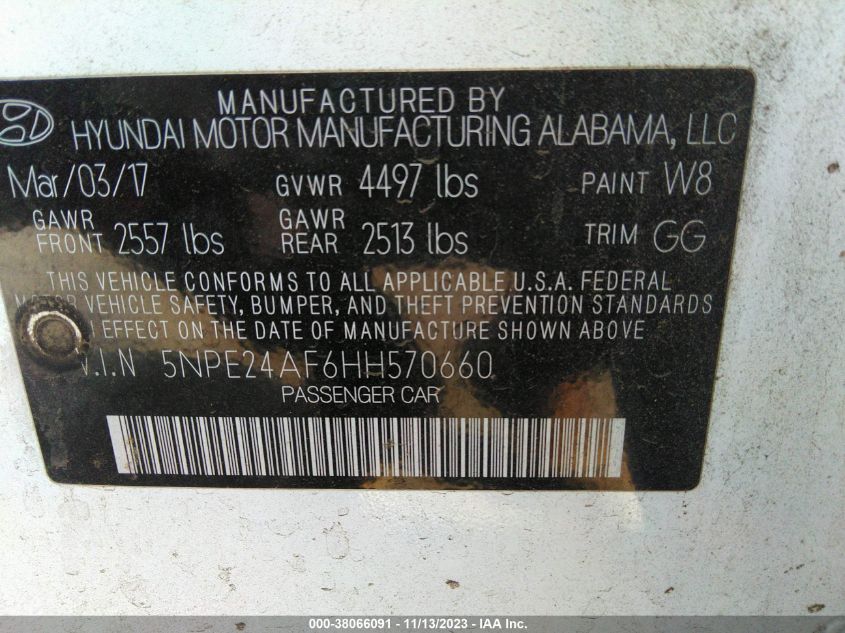 MANUFACTURED BY
HYUNDAI MOTOR MANUFACTURING ALABAMA, LLC
Mar/03/17 GVWR 4497 lbs PAINT W8
GAWR FRONT 2557 lbs GAWR REAR 2513 lbs TRIM GG
THIS VEHICLE CONFORMS TO ALL APPLICABLE U.S.A. FEDERAL
MOTOR VEHICLE SAFETY, BUMPER, AND THEFT PREVENTION STANDARDS
EFFECT ON THE DATE OF MANUFACTURE SHOWN ABOVE
V.I.N 5NPE24AF6HH570660
PASSENGER CAR
000-38066091 - 11/13/2023 - IAA Inc.